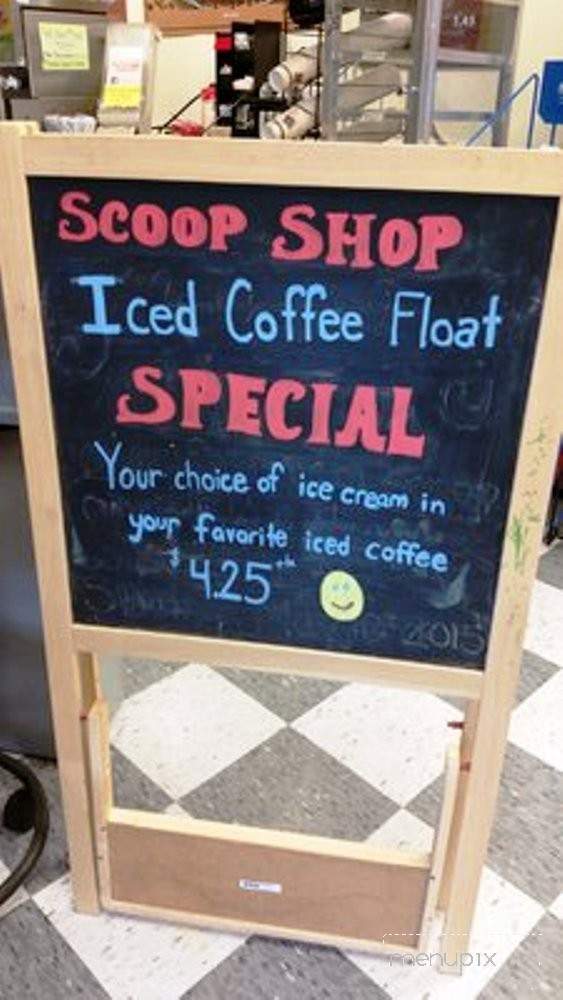 SCOOP SHOP
Iced Coffee Float
SPECIAL
Your choice of ice cream in
your favorite iced coffee
$4.25
2015
menupix